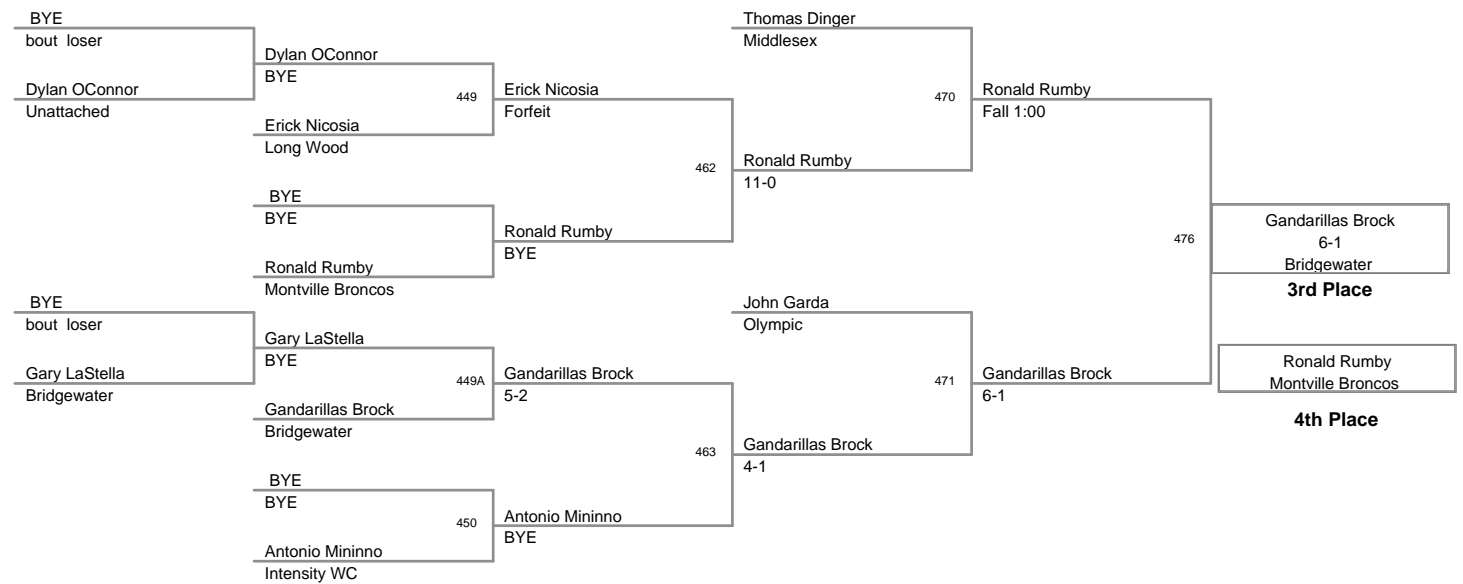 BYE
bout loser
Dylan OConnor
Unattached
Dylan OConnor
BYE
449
Erick Nicosia
Long Wood
Erick Nicosia
Forfeit
BYE
BYE
Ronald Rumby
Montville Broncos
Ronald Rumby
BYE
462
Ronald Rumby
11-0
Thomas Dinger
Middlesex
470
Ronald Rumby
Fall 1:00
BYE
bout loser
Gary LaStella
Bridgewater
Gary LaStella
BYE
449A
Gandarillas Brock
Bridgewater
Gandarillas Brock
5-2
BYE
BYE
450
Antonio Mininno
Intensity WC
Antonio Mininno
BYE
463
Gandarillas Brock
4-1
John Garda
Olympic
471
Gandarillas Brock
6-1
476
Gandarillas Brock
6-1
Bridgewater
3rd Place
Ronald Rumby
Montville Broncos
4th Place